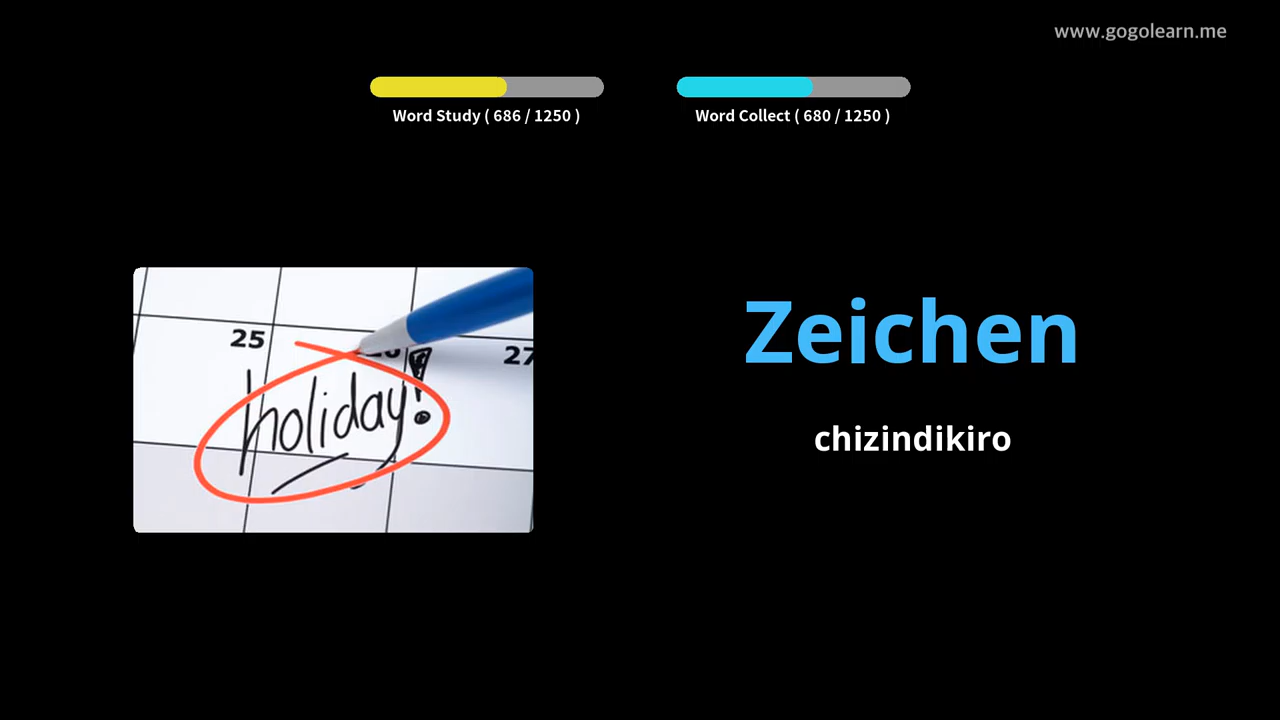 www.gogolearn.me
Word Study ( 686 / 1250 )
Word Collect ( 680 / 1250 )
25
27
holiday!
Zeichen
chizindikiro